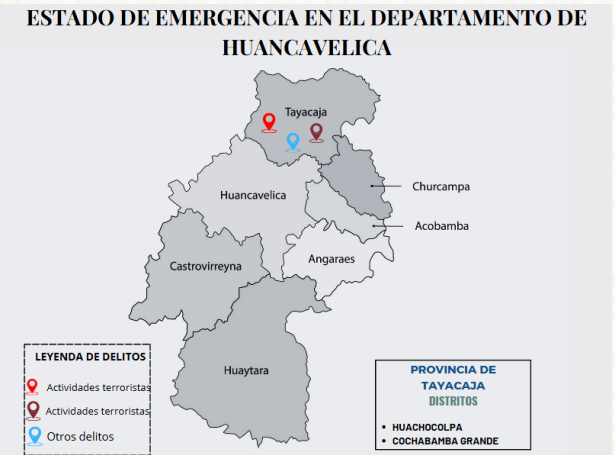 ESTADO DE EMERGENCIA EN EL DEPARTAMENTO DE
HUANCAVELICA
Tayacaja
Churcampa
Huancavelica
Acobamba
Angaraes
Castrovirreyna
Huaytara
LEYENDA DE DELITOS
Actividades terroristas
Actividades terroristas
Otros delitos
PROVINCIA DE
TAYACAJA
DISTRITOS
• HUACHOCOLPA
• COCHABAMBA GRANDE